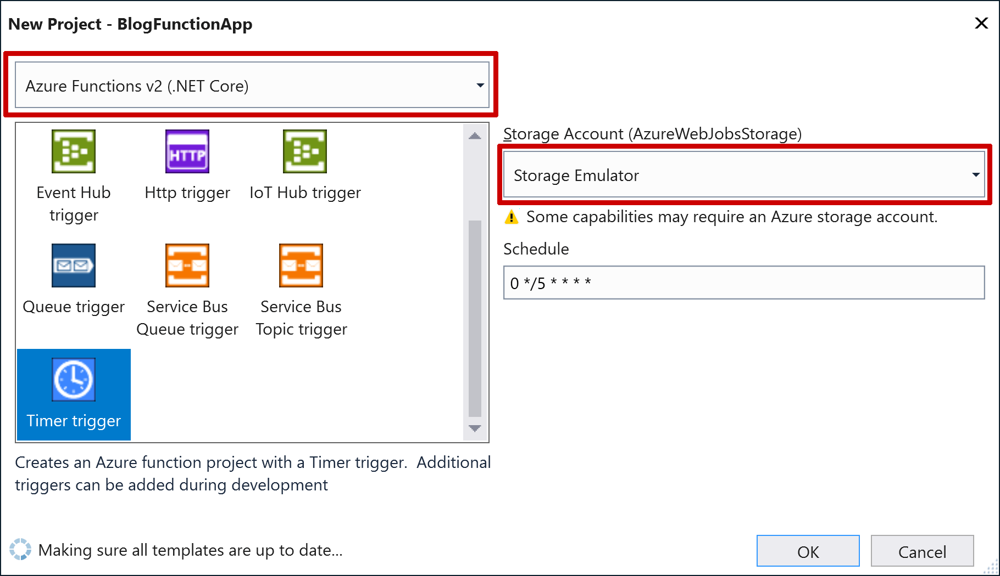 New Project - BlogFunctionApp
Azure Functions v2 (.NET Core)
HTTP
Event Hub
trigger
Http trigger
IoT Hub trigger
Queue trigger
Service Bus
Queue trigger
Service Bus
Topic trigger
Timer trigger
Creates an Azure function project with a Timer trigger.  Additional
triggers can be added during development
Storage Account (AzureWebJobsStorage)
Storage Emulator
Some capabilities may require an Azure storage account.
Schedule
0 */5 * * * *
Making sure all templates are up to date...
OK
Cancel